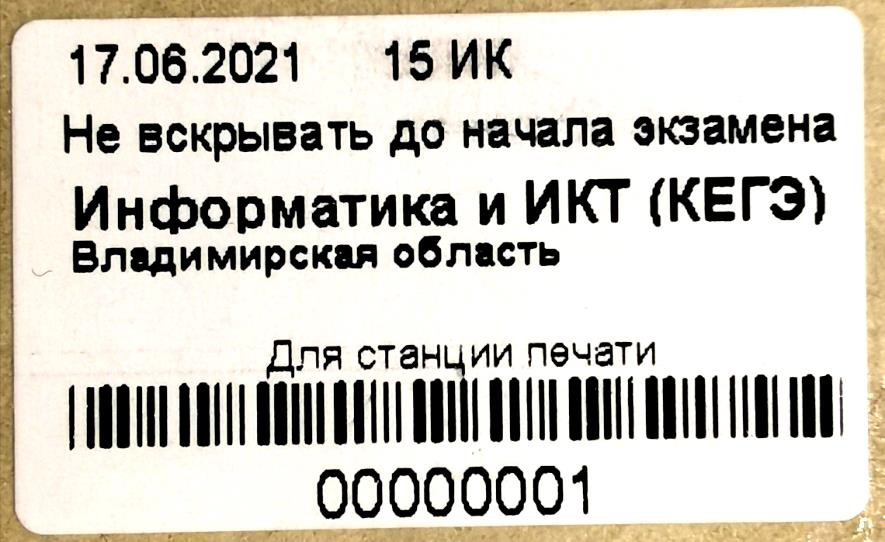 17.06.2021 15 ИК
Не вскрывать до начала экзамена
Информатика и ИКТ (КЕГЭ)
Владимирская область
Для станции печати
00000001